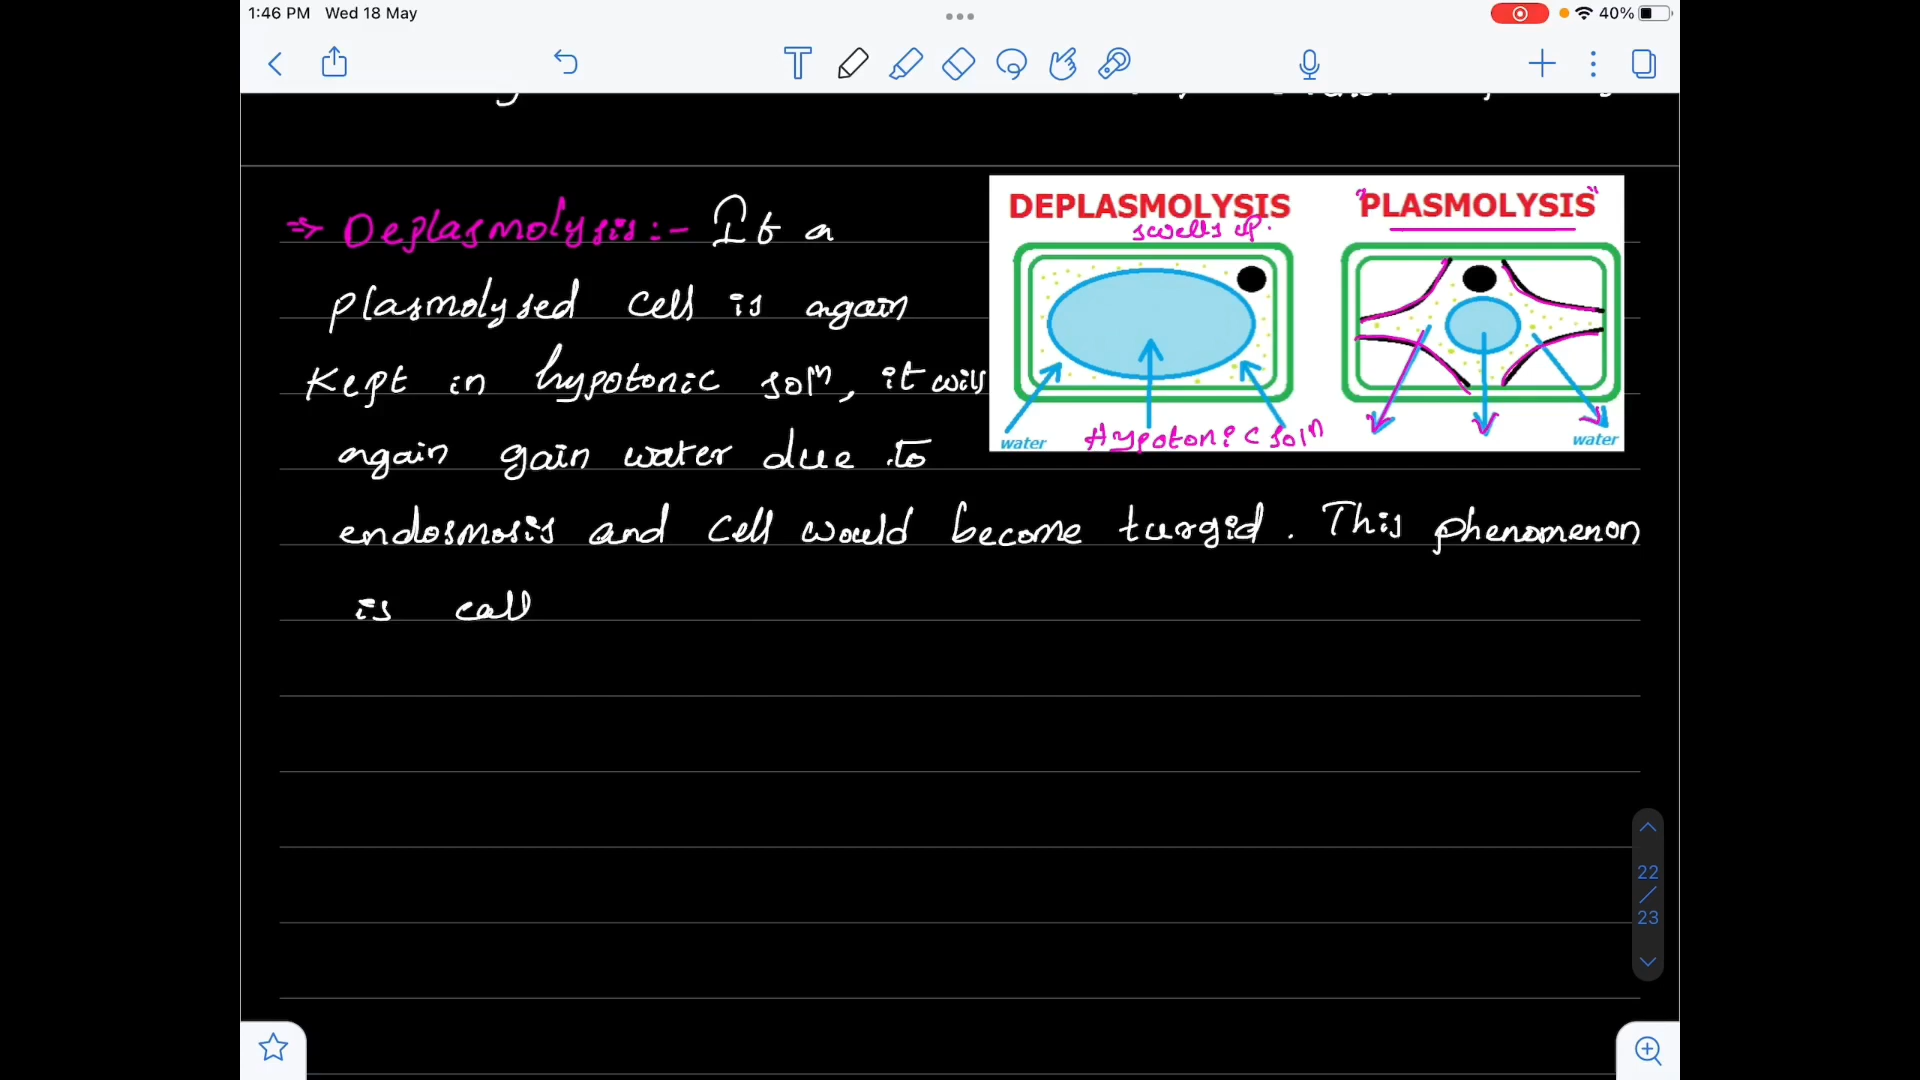 1:46 PM Wed 18 May
40%
⇒ Deplasmolysis :- If a
plasmolysed cell is again
kept in hypotonic solⁿ, it will
again gain water due to
endosmosis and cell would become turgid. This phenomenon
is call
DEPLASMOLYSIS
swells up.
water
Hypotonic solⁿ
"PLASMOLYSIS"
water
22
/
23